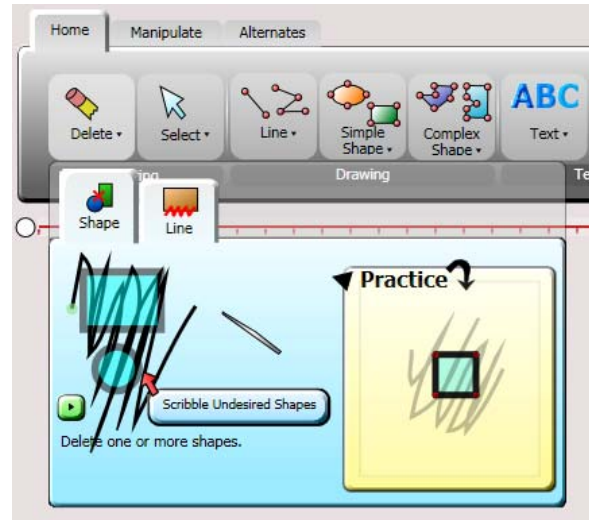 Home Manipulate Alternates
Delete Select Line Simple Shape Complex Shape ABC Text
Drawing
Shape Line
Practice
Scribble Undesired Shapes
Delete one or more shapes.